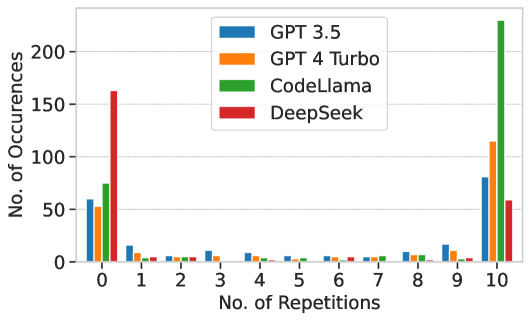 GPT 3.5
GPT 4 Turbo
CodeLlama
DeepSeek
No. of Occurences
200
150
100
50
0
0 1 2 3 4 5 6 7 8 9 10
No. of Repetitions